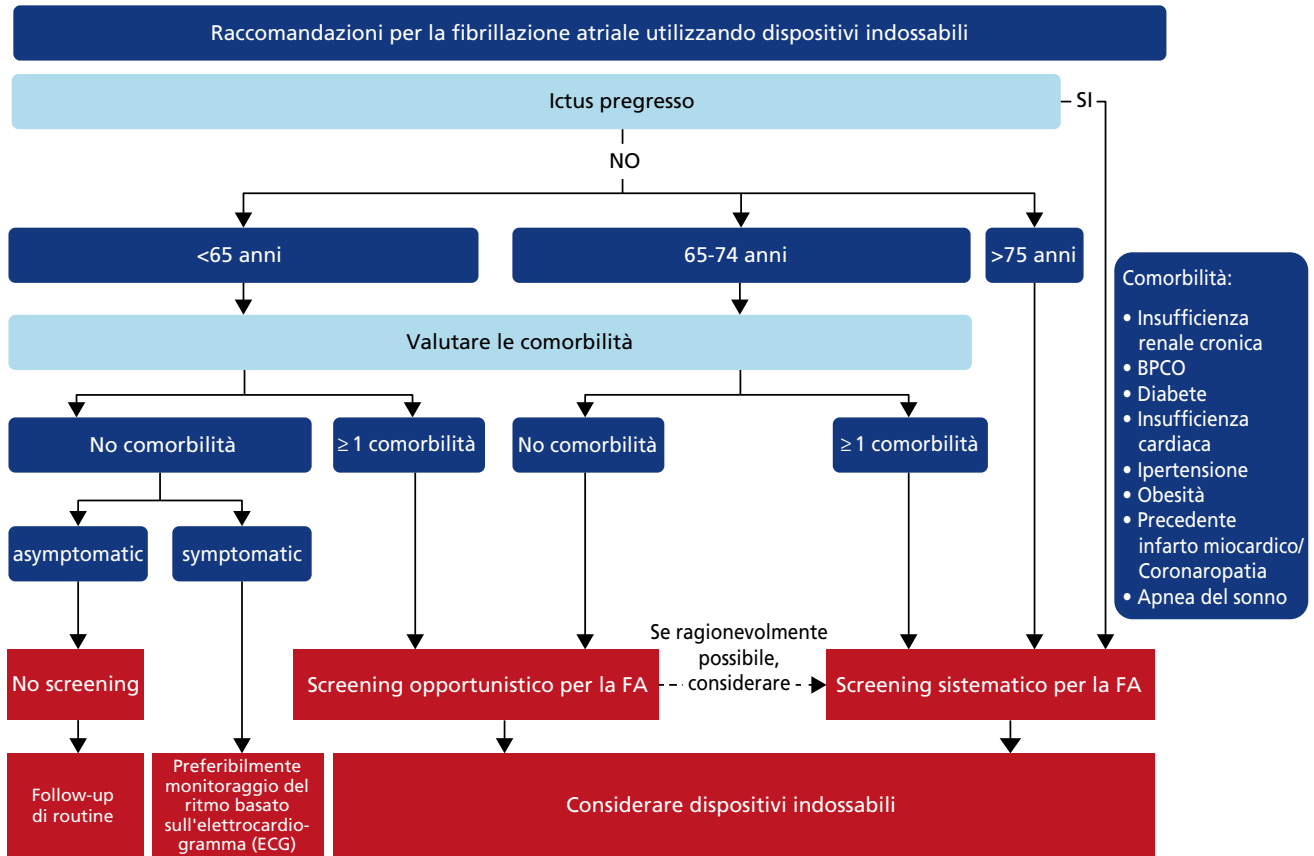 Raccomandazioni per la fibrillazione atriale utilizzando dispositivi indossabili
Ictus pregresso
SI
NO
<65 anni
65-74 anni
>75 anni
Valutare le comorbilità
No comorbilità
≥ 1 comorbilità
No comorbilità
≥ 1 comorbilità
asymptomatic
symptomatic
Comorbilità:
• Insufficienza
renale cronica
• BPCO
• Diabete
• Insufficienza
cardiaca
• Ipertensione
• Obesità
• Precedente
infarto miocardico/
Coronaropatia
• Apnea del sonno
No screening
Screening opportunistico per la FA
Se ragionevolmente
possibile,
considerare
Screening sistematico per la FA
Follow-up
di routine
Preferibilmente
monitoraggio del
ritmo basato
sull'elettrocardio-
gramma (ECG)
Considerare dispositivi indossabili